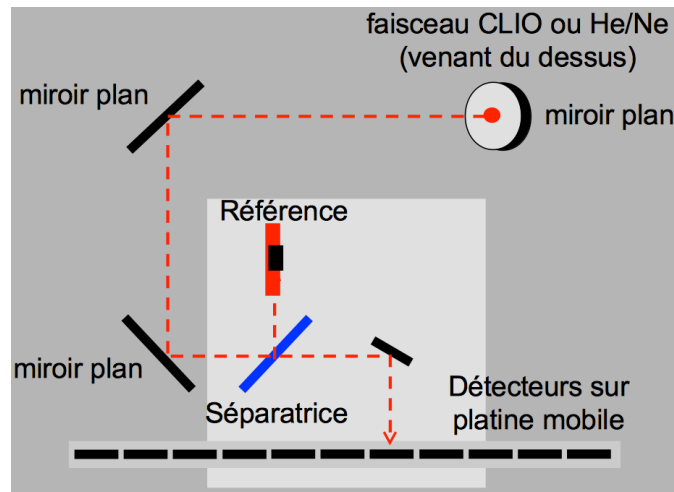 faisceau CLIO ou He/Ne
(venant du dessus)
miroir plan
miroir plan
Référence
miroir plan
Séparatrice
Détecteurs sur
platine mobile